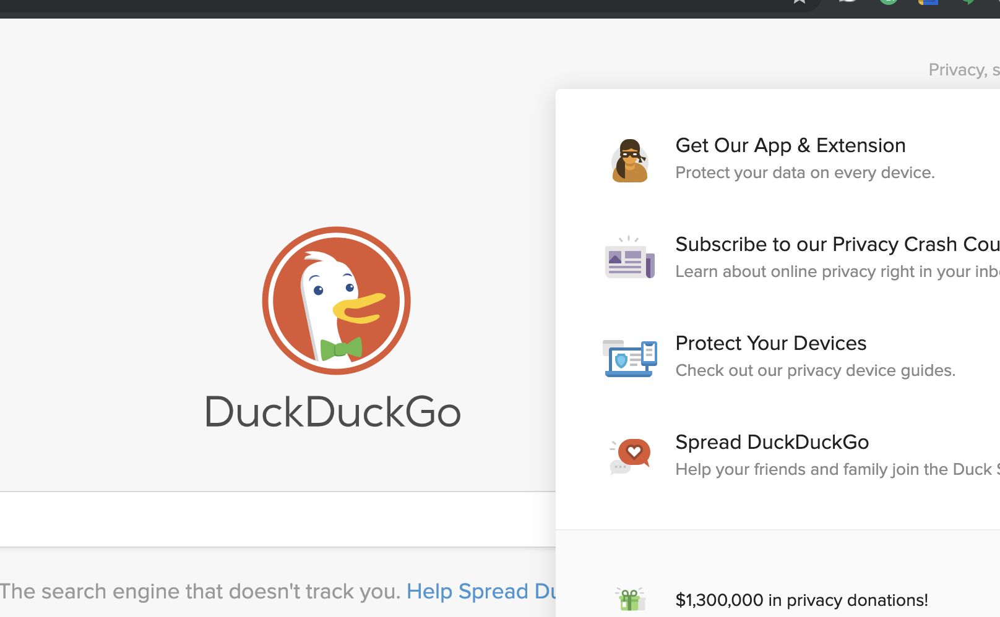 Privacy, s
Get Our App & Extension
Protect your data on every device.
Subscribe to our Privacy Crash Cou
Learn about online privacy right in your inbo
Protect Your Devices
Check out our privacy device guides.
DuckDuckGo
Spread DuckDuckGo
Help your friends and family join the Duck S
The search engine that doesn't track you. Help Spread Du
$1,300,000 in privacy donations!